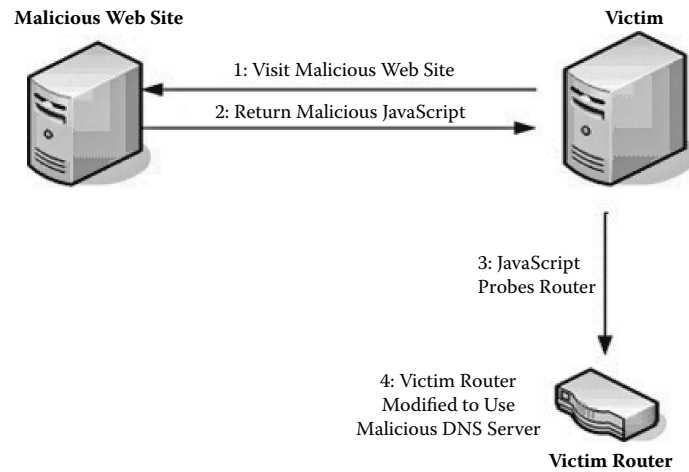 Malicious Web Site
Victim
1: Visit Malicious Web Site
2: Return Malicious JavaScript
3: JavaScript
Probes Router
4: Victim Router
Modified to Use
Malicious DNS Server
Victim Router